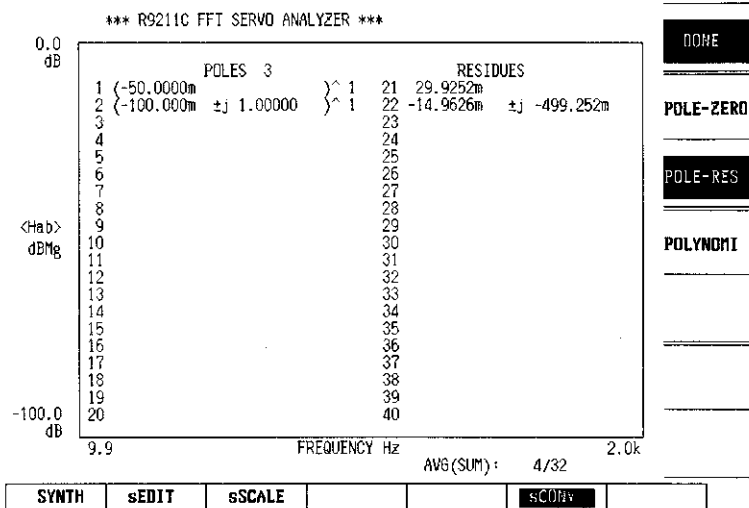 *** R9211C FFT SERVO ANALYZER ***
DONE
0.0
dB
POLES 3 RESIDUES
1 (-50.0000m )^ 1 21 29.9252m
2 (-100.000m ±j 1.00000 )^ 1 22 -14.9626m ±j -499.252m
3 23
4 24
5 25
6 26
7 27
8 28
9 29
10 30
11 31
12 32
13 33
14 34
15 35
16 36
17 37
18 38
19 39
20 40
<Hab>
dBMg
-100.0
dB
9.9 FREQUENCY Hz 2.0k
AVG(SUM): 4/32
POLE-ZERO
POLE-RES
POLYNOMI
SYNTH sEDIT sSCALE sCONV